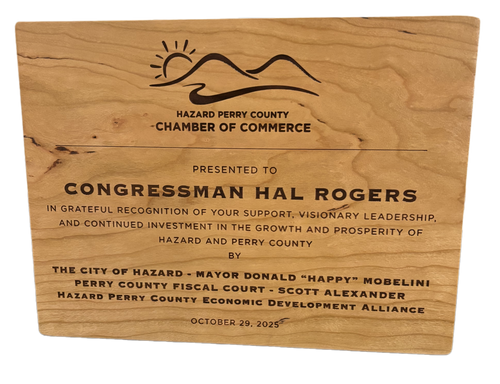 HAZARD PERRY COUNTY
CHAMBER OF COMMERCE
PRESENTED TO
CONGRESSMAN HAL ROGERS
IN GRATEFUL RECOGNITION OF YOUR SUPPORT, VISIONARY LEADERSHIP,
AND CONTINUED INVESTMENT IN THE GROWTH AND PROSPERITY OF
HAZARD AND PERRY COUNTY
BY
THE CITY OF HAZARD - MAYOR DONALD "HAPPY" MOBELINI
PERRY COUNTY FISCAL COURT - SCOTT ALEXANDER
HAZARD PERRY COUNTY ECONOMIC DEVELOPMENT ALLIANCE
OCTOBER 29, 2025